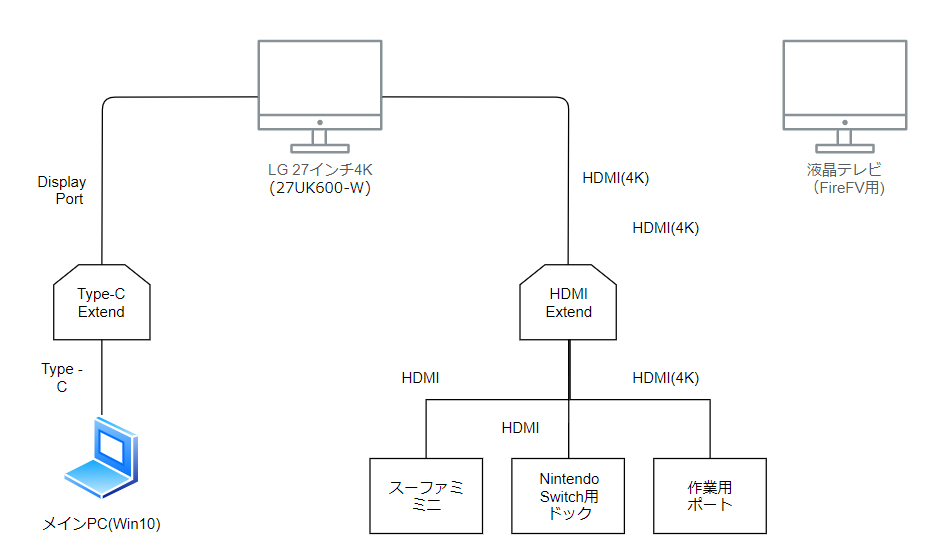 LG 27インチ4K
（27UK600-W）
液晶テレビ
（FireFV用)
Display
Port
HDMI(4K)
HDMI(4K)
Type-C
Extend
HDMI
Extend
Type -
C
HDMI
HDMI(4K)
HDMI
スーファミ
ミニ
Nintendo
Switch用
ドック
作業用
ポート
メインPC(Win10)